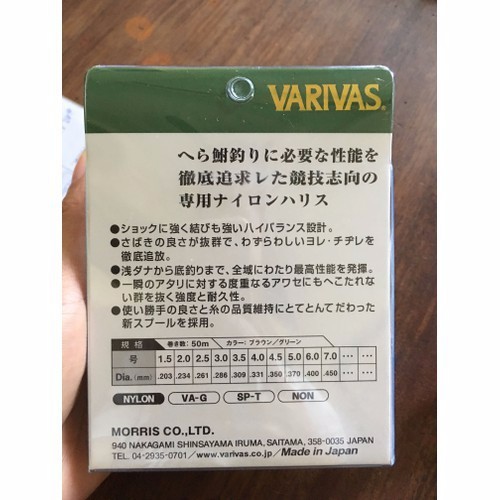 VARIVAS®
へら鮒釣りに必要な性能を
徹底追求した競技志向の
専用ナイロンハリス
●ショックに強く結びも強いハイバランス設計。
●さばきの良さが抜群で、わずらわしいヨレ・チヂレを
徹底追放。
●浅ダナから底釣りまで、全域にわたり最高性能を発揮。
●一瞬のアタリに対する度重なるアワセにもへこたれな
い群を抜く強度と耐久性。
●使い勝手の良さと糸の品質維持にとてとんてだわった
新スプールを採用。
規格 巻き数:50m カラー:ブラウン/グリーン
号 1.5 2.0 2.5 3.0 3.5 4.0 4.5 5.0 6.0 7.0 … …
Dia.(mm) .203 .234 .261 .286 .309 .331 .350 .370 .400 .450 … …
NYLON VA-G SP-T NON
MORRIS CO.,LTD.
940 NAKAGAMI SHINSAYAMA IRUMA, SAITAMA, 358-0035 JAPAN
TEL. 04-2935-0701/www.varivas.co.jp/Made in Japan